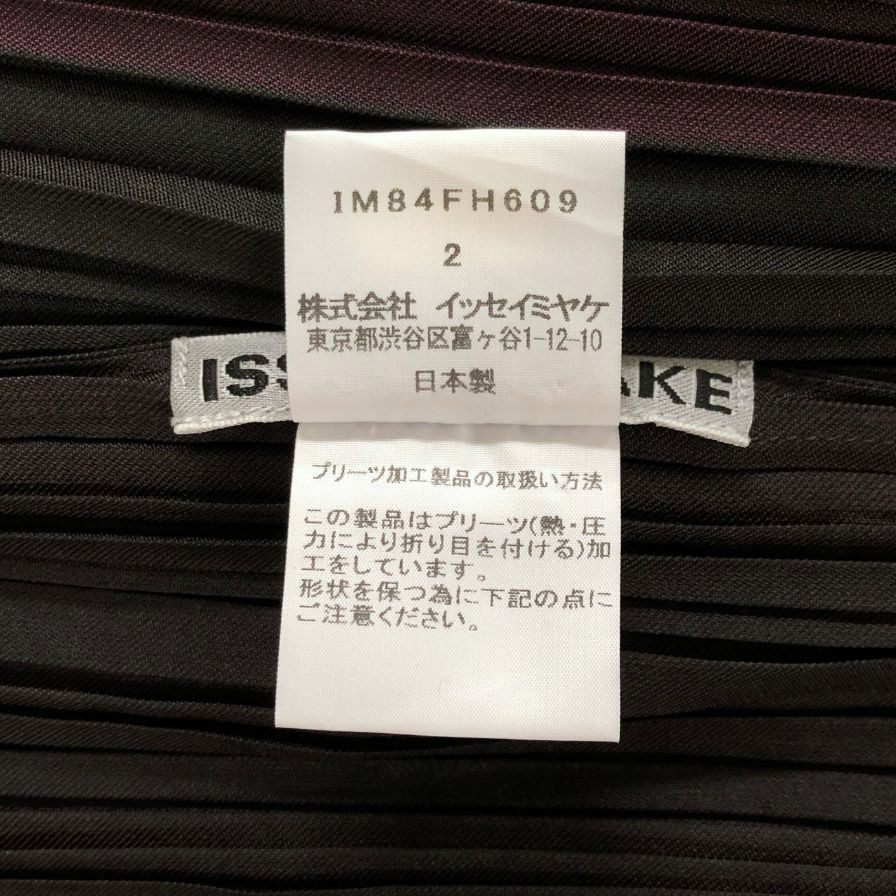 IM84FH609
2
株式会社 イッセイミヤケ
東京都渋谷区富ヶ谷1-12-10
日本製
プリーツ加工製品の取扱い方法
この製品はプリーツ(熱・圧
力により折り目を付ける)加
工をしています。
形状を保つ為に下記の点に
ご注意ください。